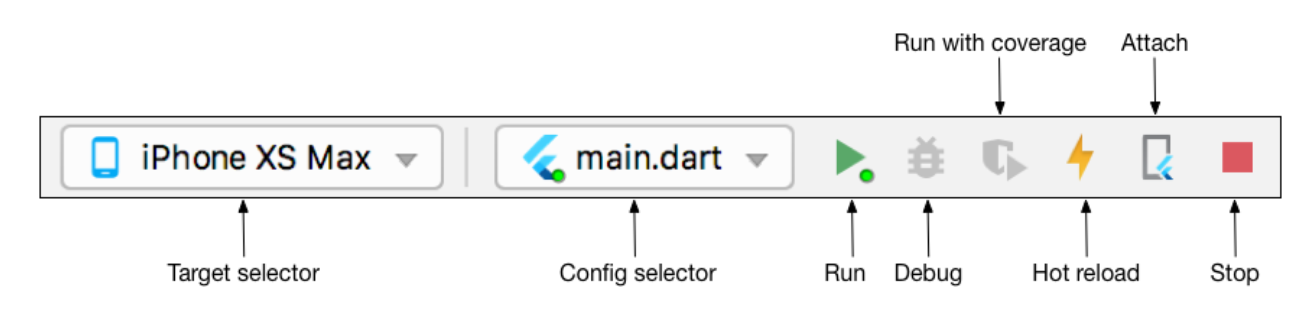 Run with coverage Attach
iPhone XS Max main.dart
Target selector Config selector Run Debug Hot reload Stop